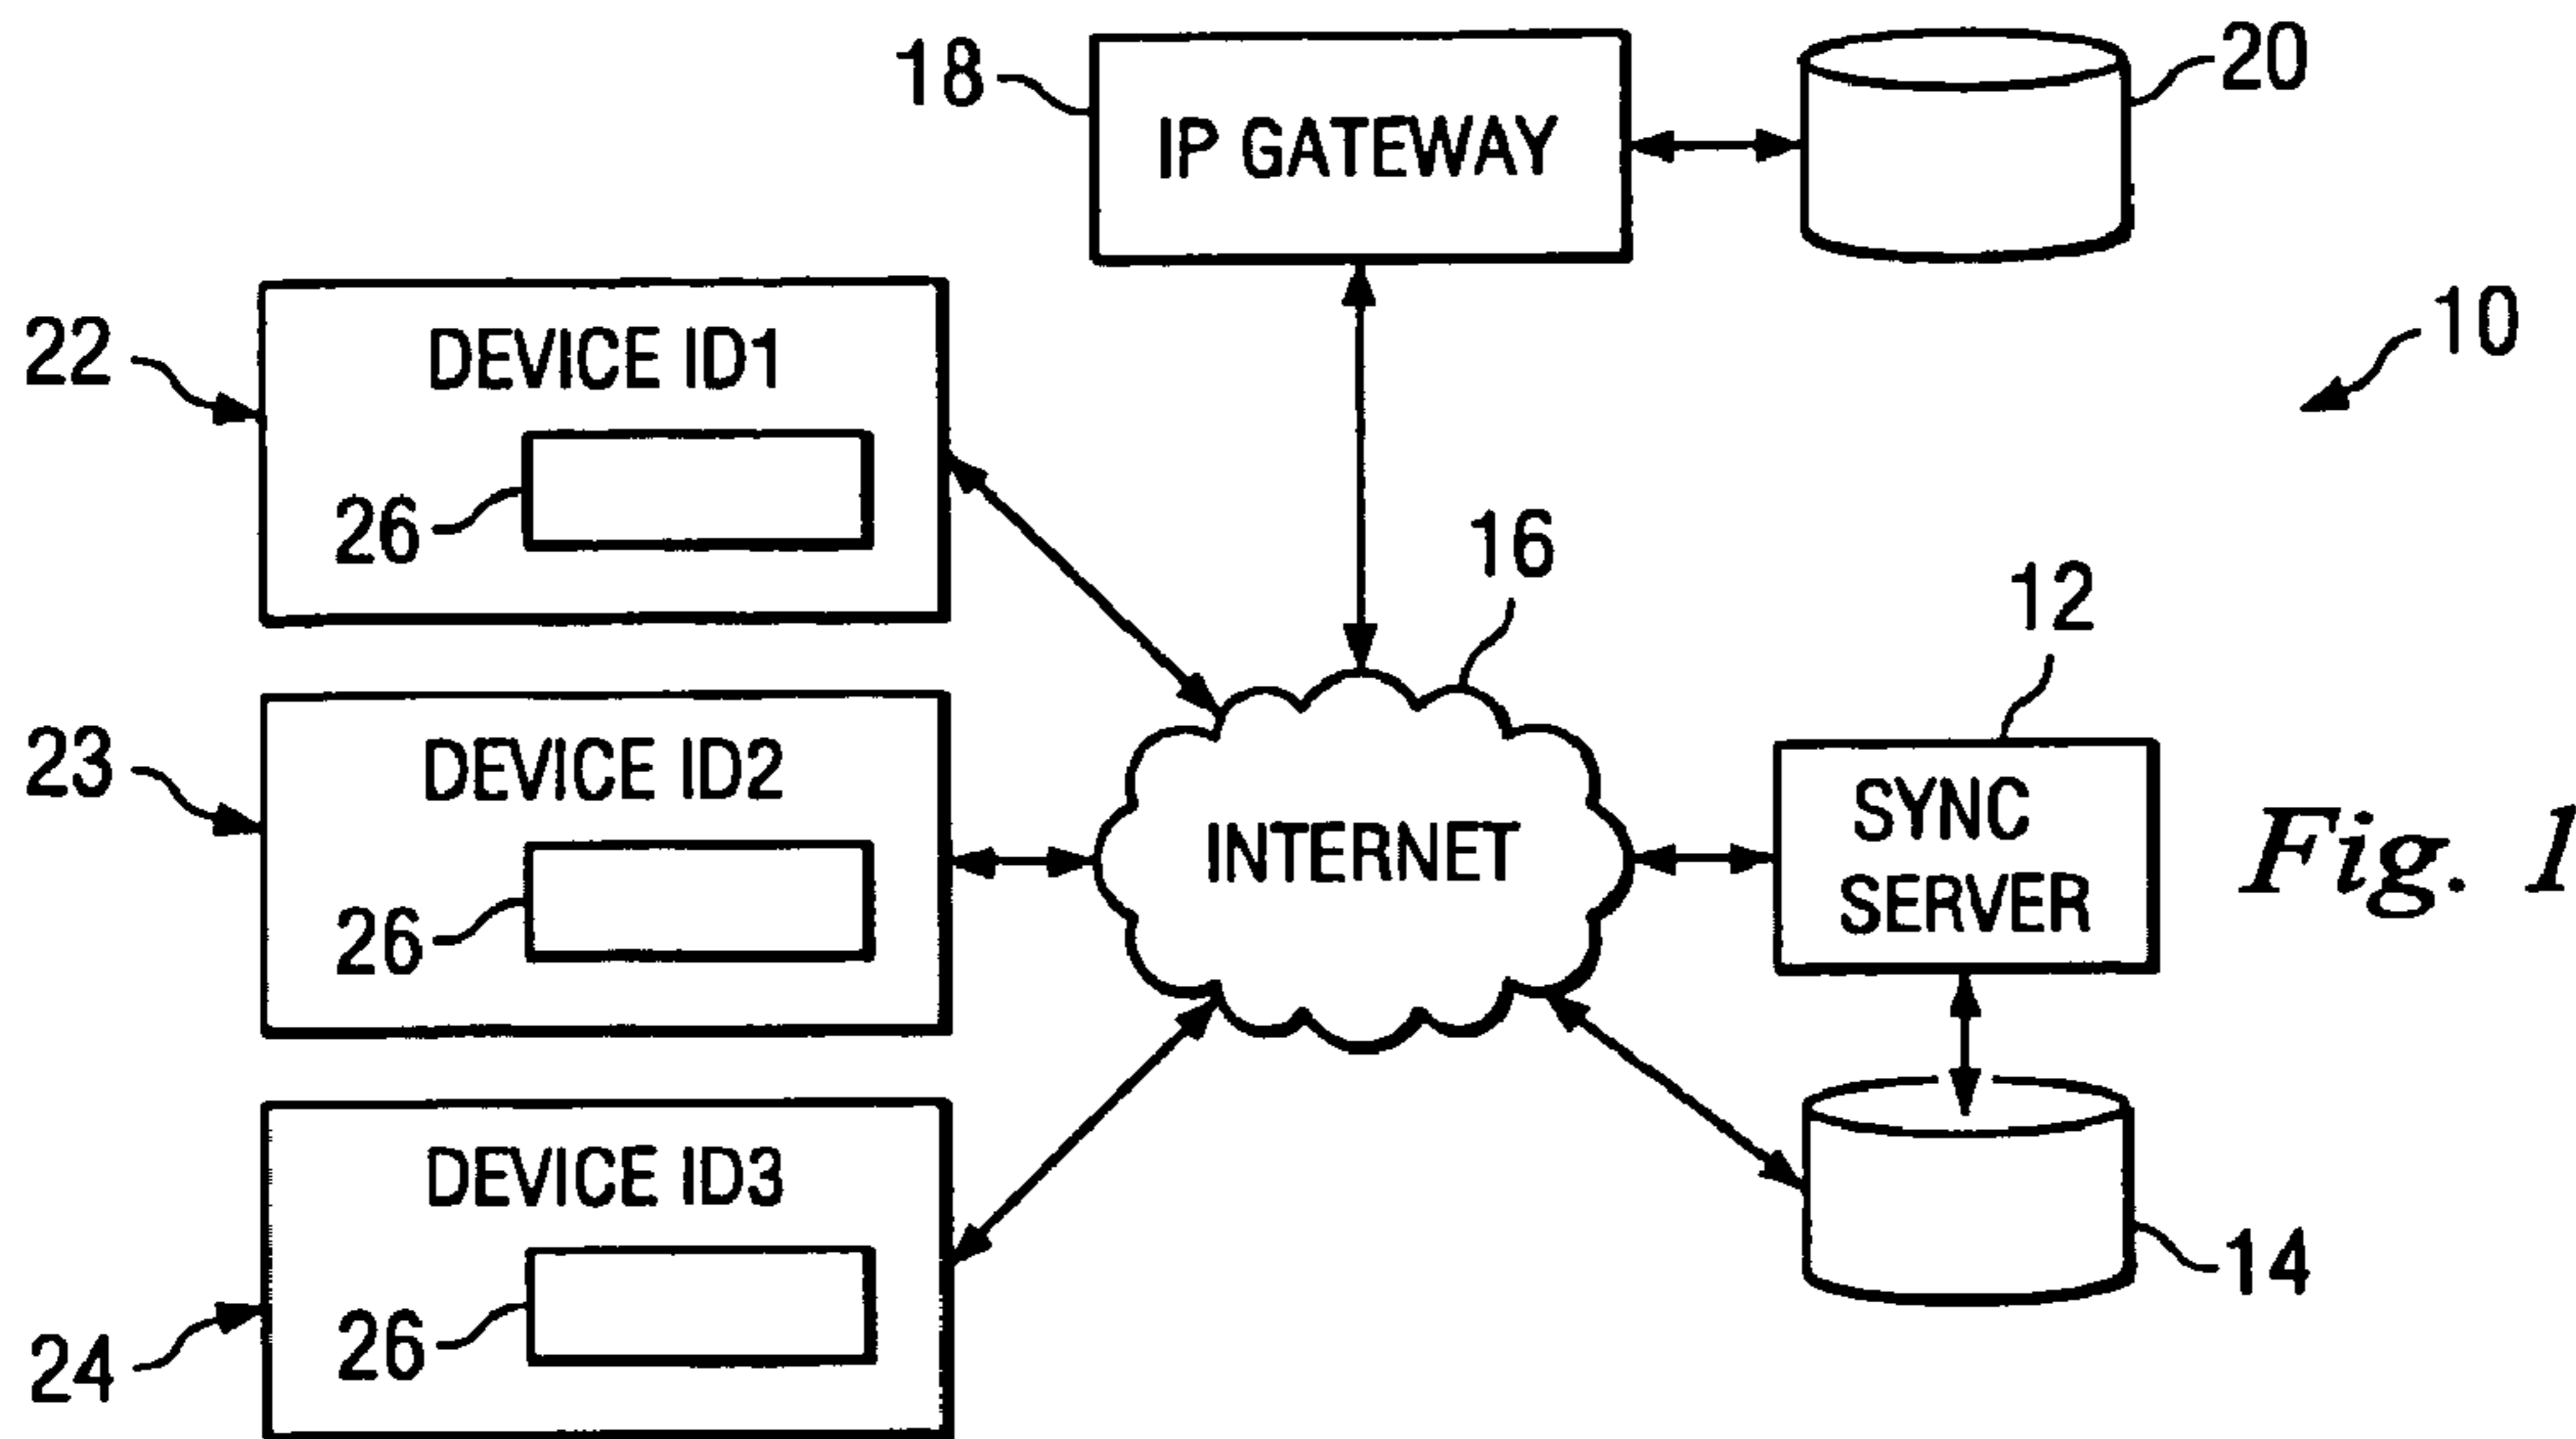 18
IP GATEWAY
20
22
DEVICE ID1
26
10
16
12
23
DEVICE ID2
26
INTERNET
SYNC
SERVER
Fig. 1
24
DEVICE ID3
26
14